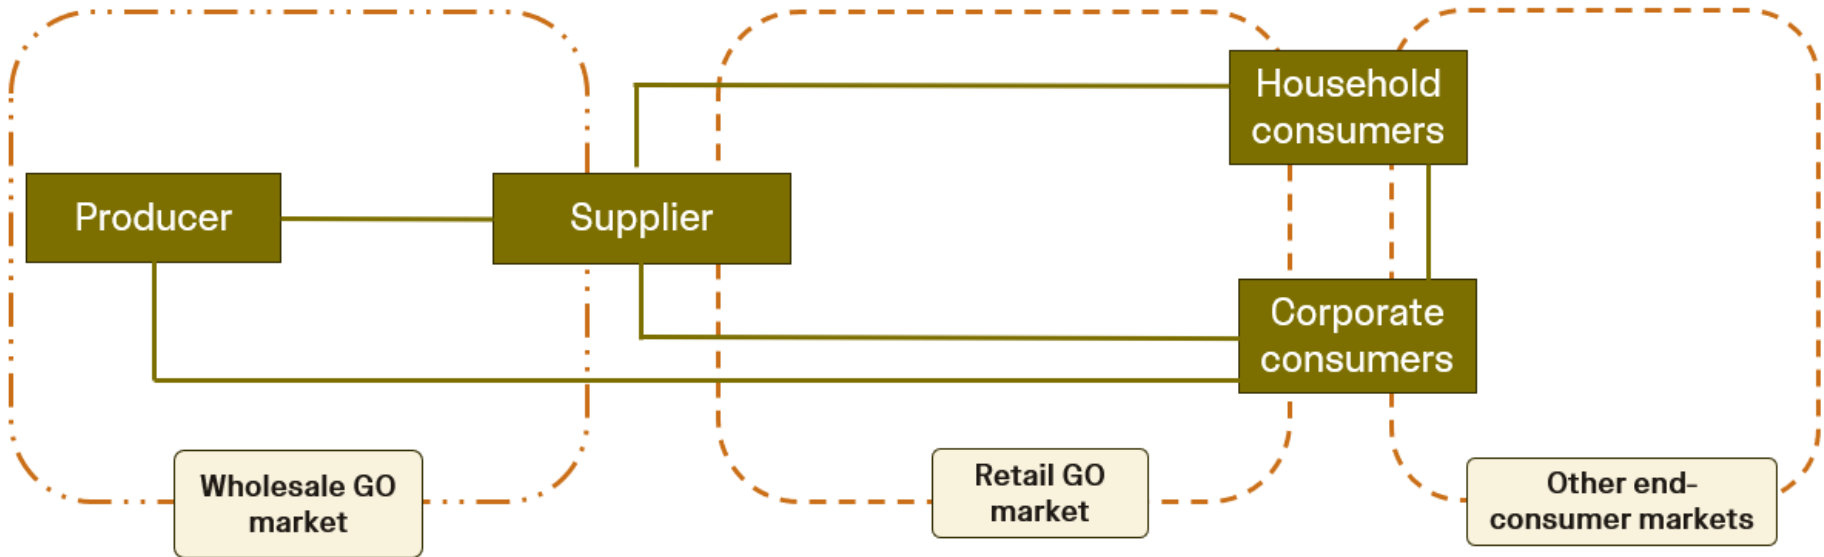 Household
consumers
Producer
Supplier
Corporate
consumers
Wholesale GO
market
Retail GO
market
Other end-
consumer markets